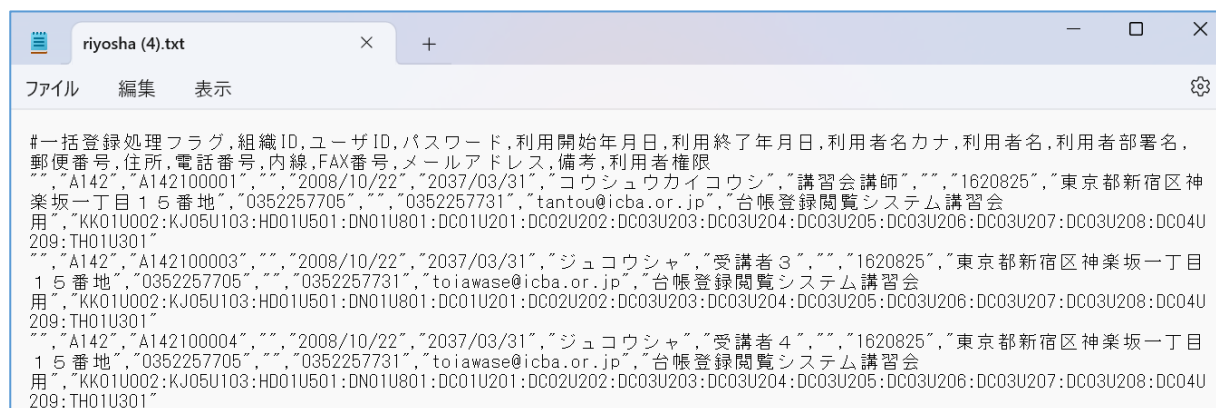 riyosha (4).txt
ファイル 編集 表示
#一括登録処理フラグ,組織ID,ユーザID,パスワード,利用開始年月日,利用終了年月日,利用者名カナ,利用者名,利用者部署名,
郵便番号,住所,電話番号,内線,FAX番号,メールアドレス,備考,利用者権限
"","A142","A142100001","","2008/10/22","2037/03/31","コウシュウカイコウシ","講習会講師","","1620825","東京都新宿区神
楽坂一丁目１５番地","0352257705","","0352257731","tantou@icba.or.jp","台帳登録閲覧システム講習会
用","KK01U002:KJ05U103:HD01U501:DN01U801:DC01U201:DC02U202:DC03U203:DC03U204:DC03U205:DC03U206:DC03U207:DC03U208:DC04U
209:TH01U301"
"","A142","A142100003","","2008/10/22","2037/03/31","ジュコウシャ","受講者３","","1620825","東京都新宿区神楽坂一丁目
１５番地","0352257705","","0352257731","toiawase@icba.or.jp","台帳登録閲覧システム講習会
用","KK01U002:KJ05U103:HD01U501:DN01U801:DC01U201:DC02U202:DC03U203:DC03U204:DC03U205:DC03U206:DC03U207:DC03U208:DC04U
209:TH01U301"
"","A142","A142100004","","2008/10/22","2037/03/31","ジュコウシャ","受講者４","","1620825","東京都新宿区神楽坂一丁目
１５番地","0352257705","","0352257731","toiawase@icba.or.jp","台帳登録閲覧システム講習会
用","KK01U002:KJ05U103:HD01U501:DN01U801:DC01U201:DC02U202:DC03U203:DC03U204:DC03U205:DC03U206:DC03U207:DC03U208:DC04U
209:TH01U301"